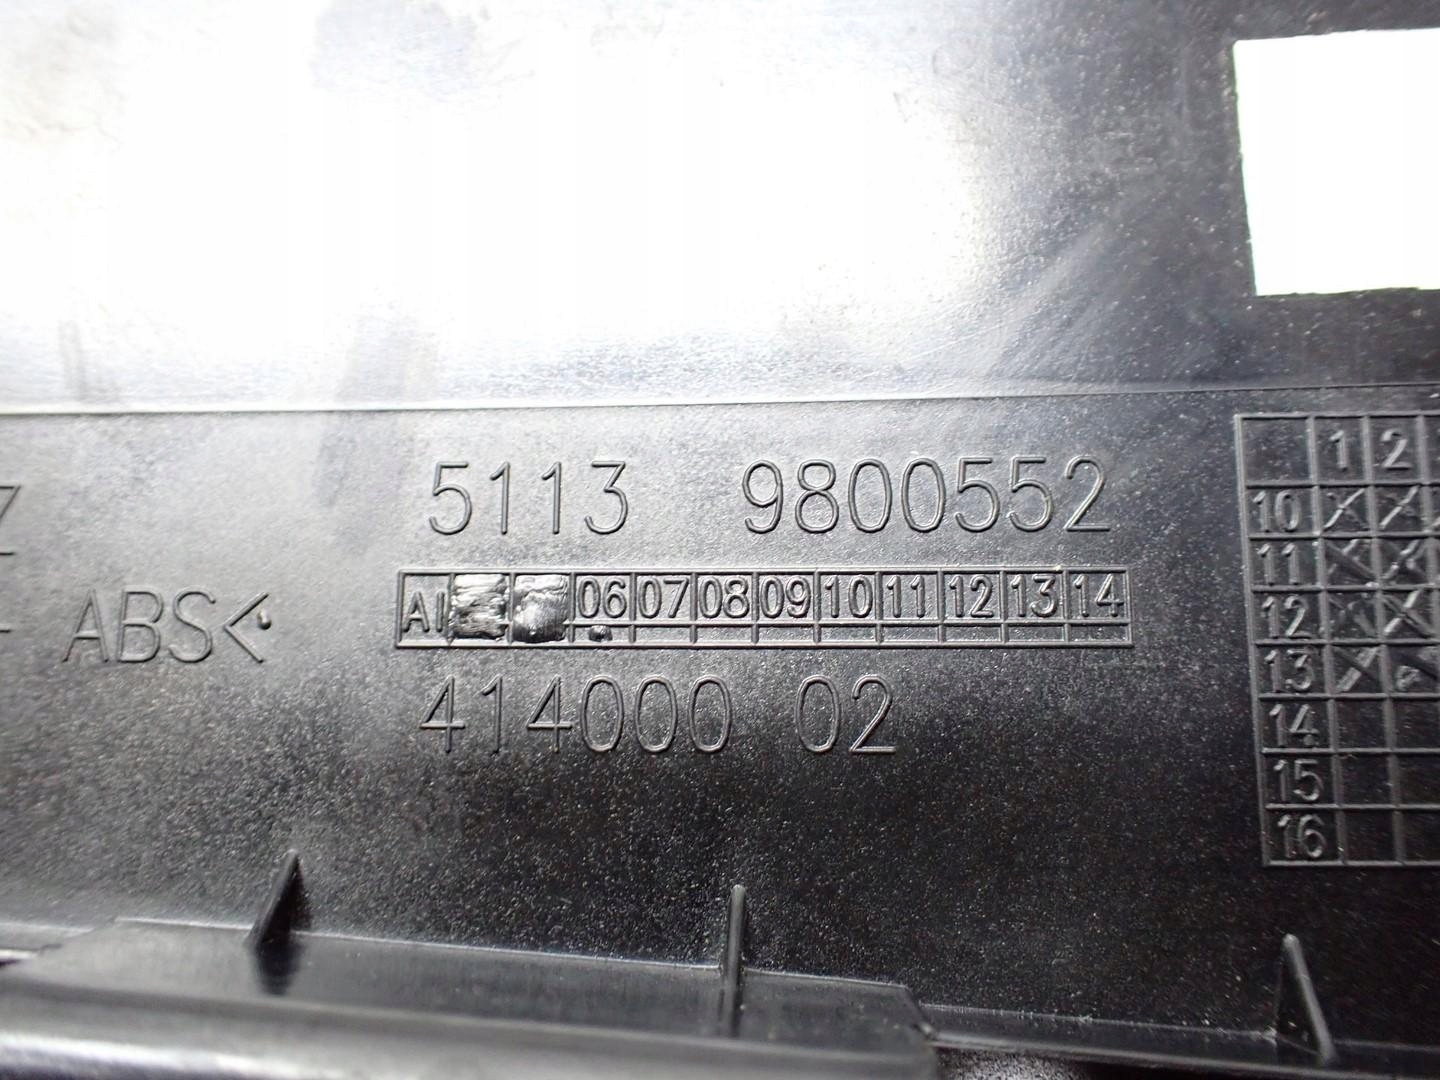 5113 9800552
ABS<
AI 06 07 08 09 10 11 12 13 14
414000 02
1 2
10 X X
11 X X
12 X X
13 X
14
15
16